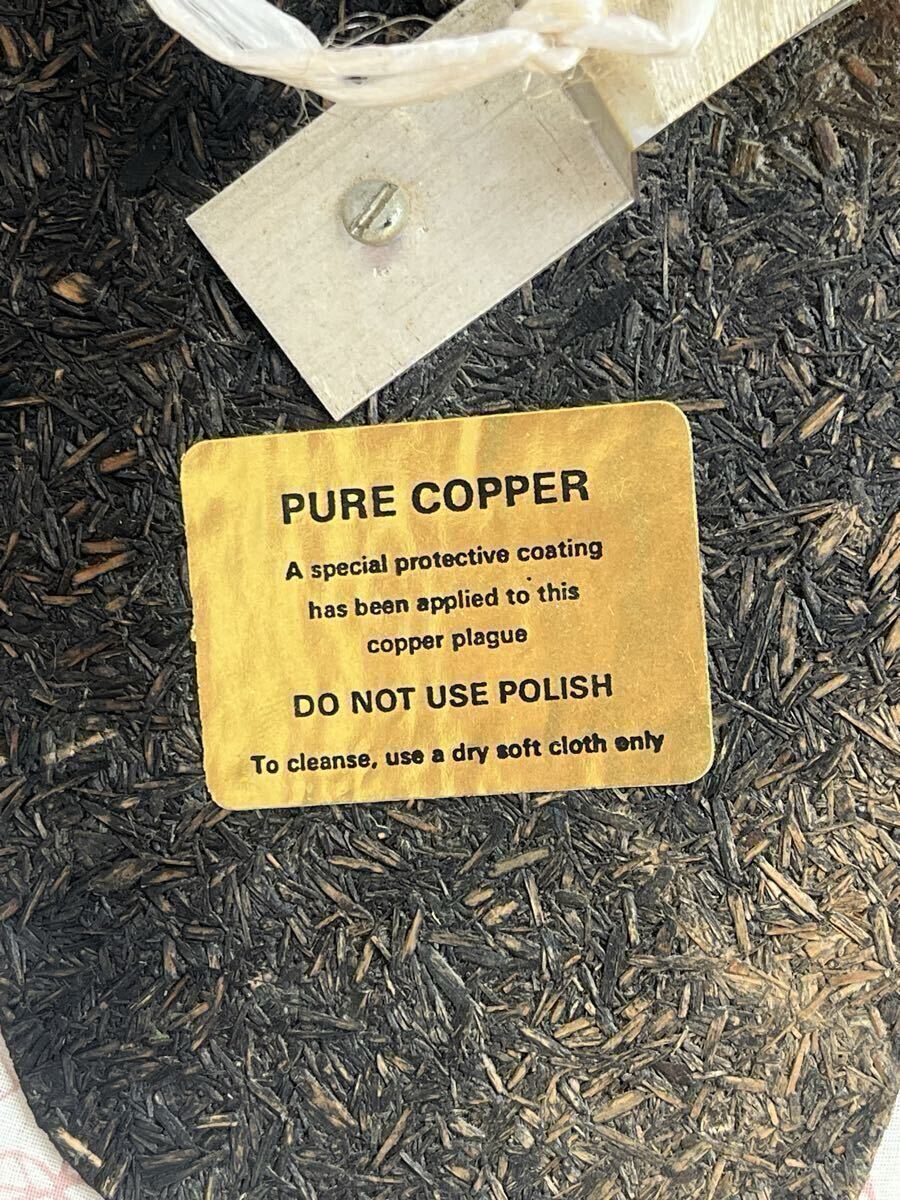 PURE COPPER
A special protective coating
has been applied to this
copper plague
DO NOT USE POLISH
To cleanse, use a dry soft cloth only